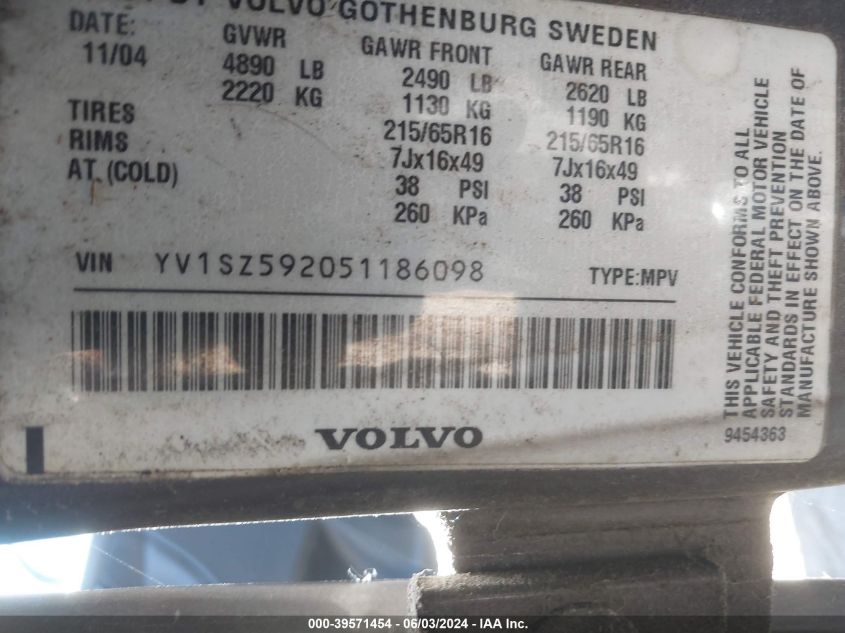 BY VOLVO GOTHENBURG SWEDEN
DATE: GVWR GAWR FRONT GAWR REAR
11/04 4890 LB 2490 LB 2620 LB
2220 KG 1130 KG 1190 KG
TIRES 215/65R16 215/65R16
RIMS 7Jx16x49 7Jx16x49
AT. (COLD) 38 PSI 38 PSI
260 KPa 260 KPa
VIN YV1SZ592051186098 TYPE:MPV
VOLVO
THIS VEHICLE CONFORMS TO ALL
APPLICABLE FEDERAL MOTOR VEHICLE
SAFETY AND THEFT PREVENTION
STANDARDS IN EFFECT ON THE DATE OF
MANUFACTURE SHOWN ABOVE.
9454363
000-39571454 - 06/03/2024 - IAA Inc.